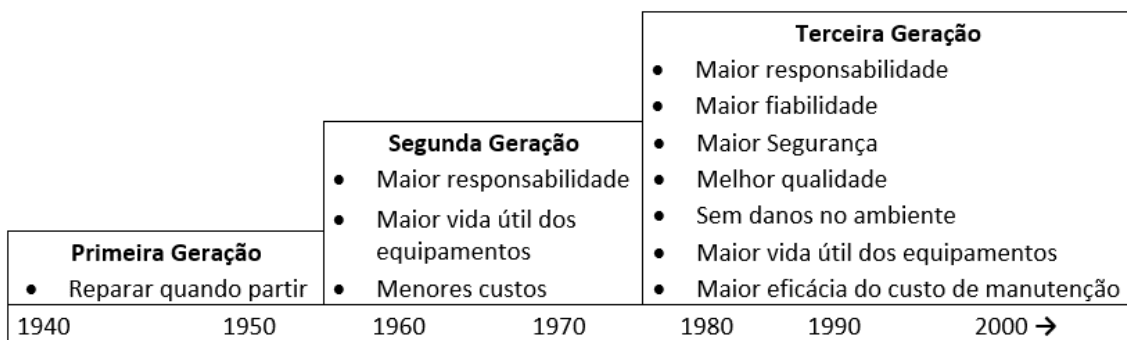 Primeira Geração
• Reparar quando partir
Segunda Geração
• Maior responsabilidade
• Maior vida útil dos
equipamentos
• Menores custos
Terceira Geração
• Maior responsabilidade
• Maior fiabilidade
• Maior Segurança
• Melhor qualidade
• Sem danos no ambiente
• Maior vida útil dos equipamentos
• Maior eficácia do custo de manutenção
1940 1950 1960 1970 1980 1990 2000 →